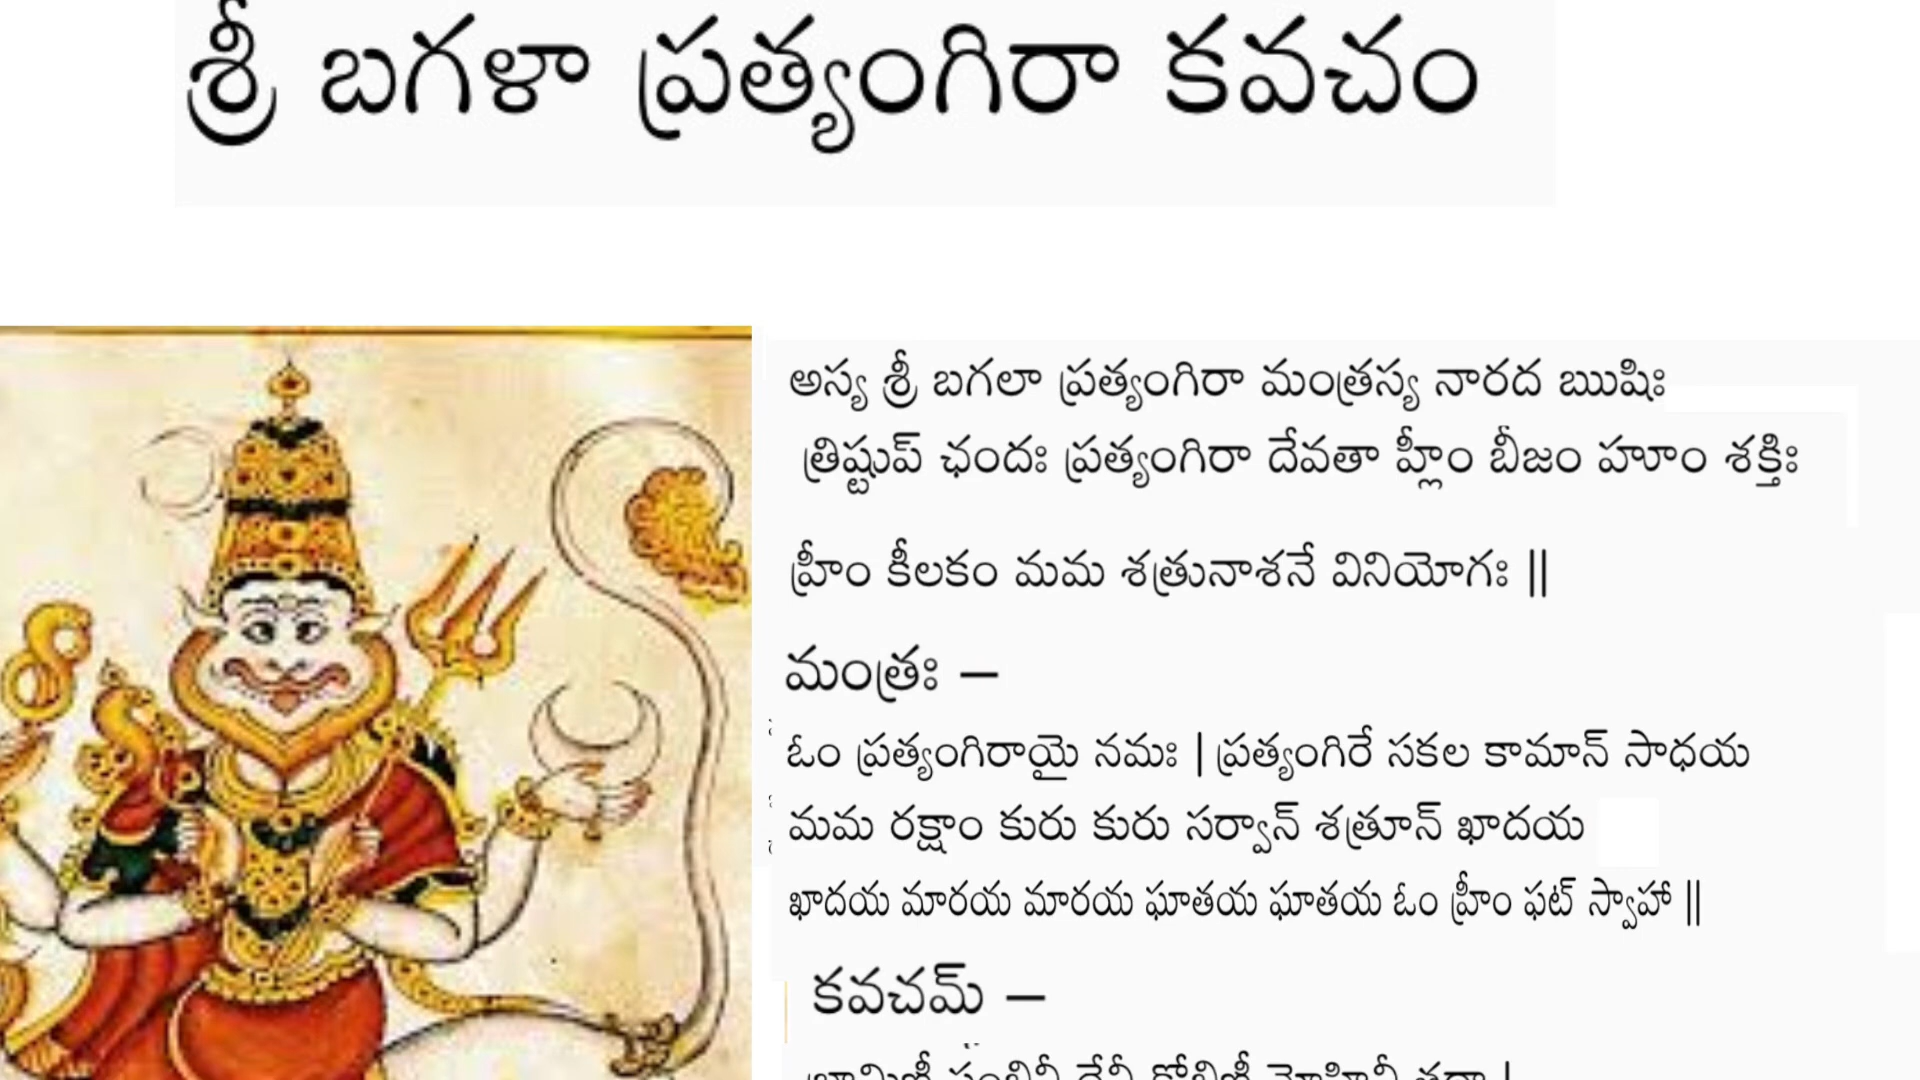 శ్రీ బగళా ప్రత్యంగిరా కవచం
అస్య శ్రీ బగలా ప్రత్యంగిరా మంత్రస్య నారద ఋషిః
త్రిష్టుప్ ఛందః ప్రత్యంగిరా దేవతా హ్లీం బీజం హూం శక్తిః
హ్రీం కీలకం మమ శత్రునాశనే వినియోగః ||
మంత్రః –
ఓం ప్రత్యంగిరాయై నమః | ప్రత్యంగిరే సకల కామాన్ సాధయ
మమ రక్షాం కురు కురు సర్వాన్ శత్రూన్ ఖాదయ
ఖాదయ మారయ మారయ ఘాతయ ఘాతయ ఓం హ్రీం ఫట్ స్వాహా ||
కవచమ్ –